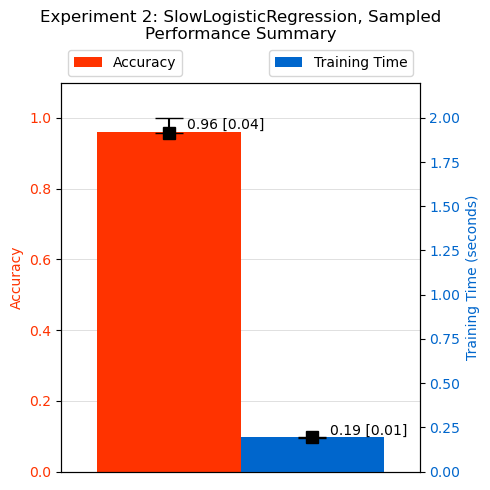 Experiment 2: SlowLogisticRegression, Sampled
Performance Summary
Accuracy
Training Time
1.0
0.8
0.6
0.4
0.2
0.0
Accuracy
0.96 [0.04]
0.19 [0.01]
2.00
1.75
1.50
1.25
1.00
0.75
0.50
0.25
0.00
Training Time (seconds)